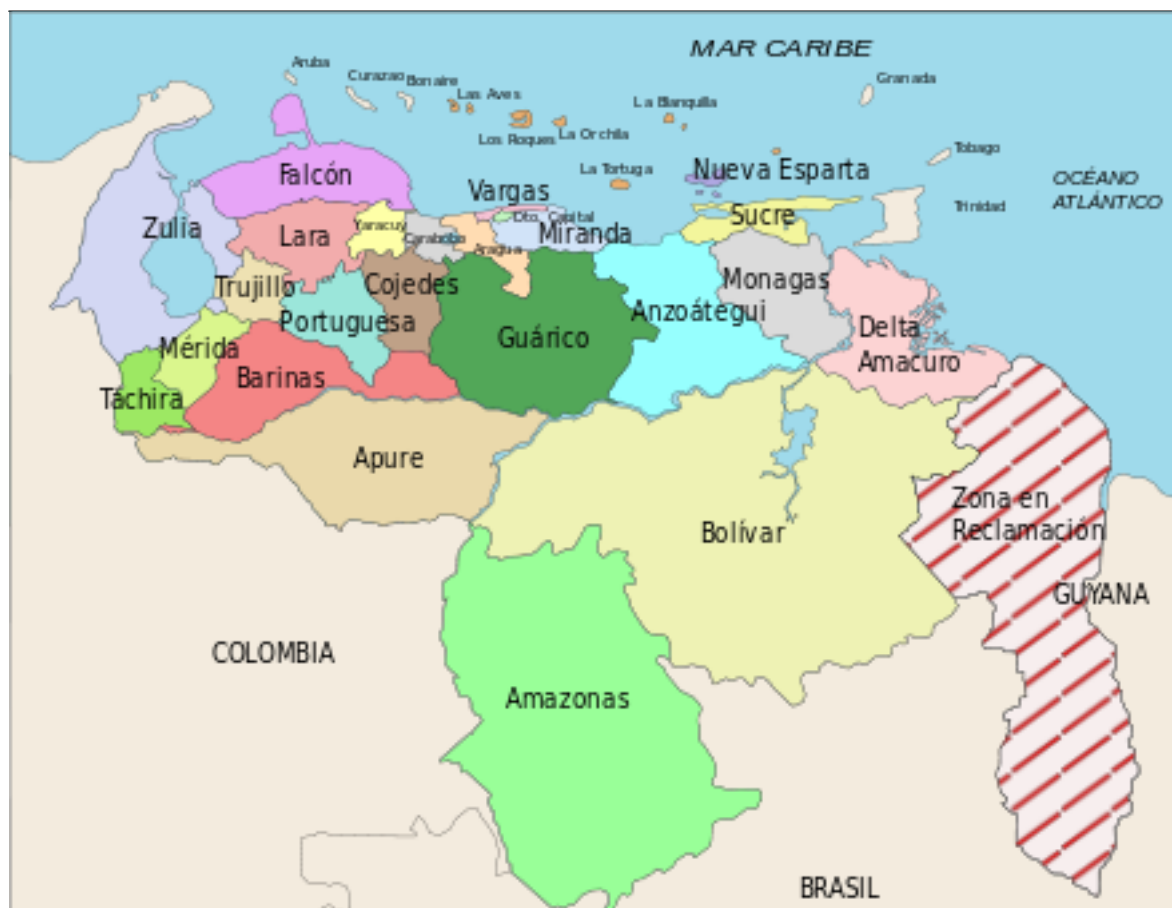 MAR CARIBE
Aruba
Curazao
Bonaire
Las Aves
Granada
La Blanquilla
Los Roques
La Orchila
Tobago
La Tortuga
Nueva Esparta
Falcón
OCÉANO
ATLÁNTICO
Vargas
Trinidad
Dto. Capital
Sucre
Zulia
Lara
Yaracuy
Carabobo
Aragua
Miranda
Trujillo
Cojedes
Monagas
Portuguesa
Anzoátegui
Guárico
Delta
Amacuro
Mérida
Barinas
Táchira
Apure
Zona en
Reclamación
Bolívar
GUYANA
COLOMBIA
Amazonas
BRASIL